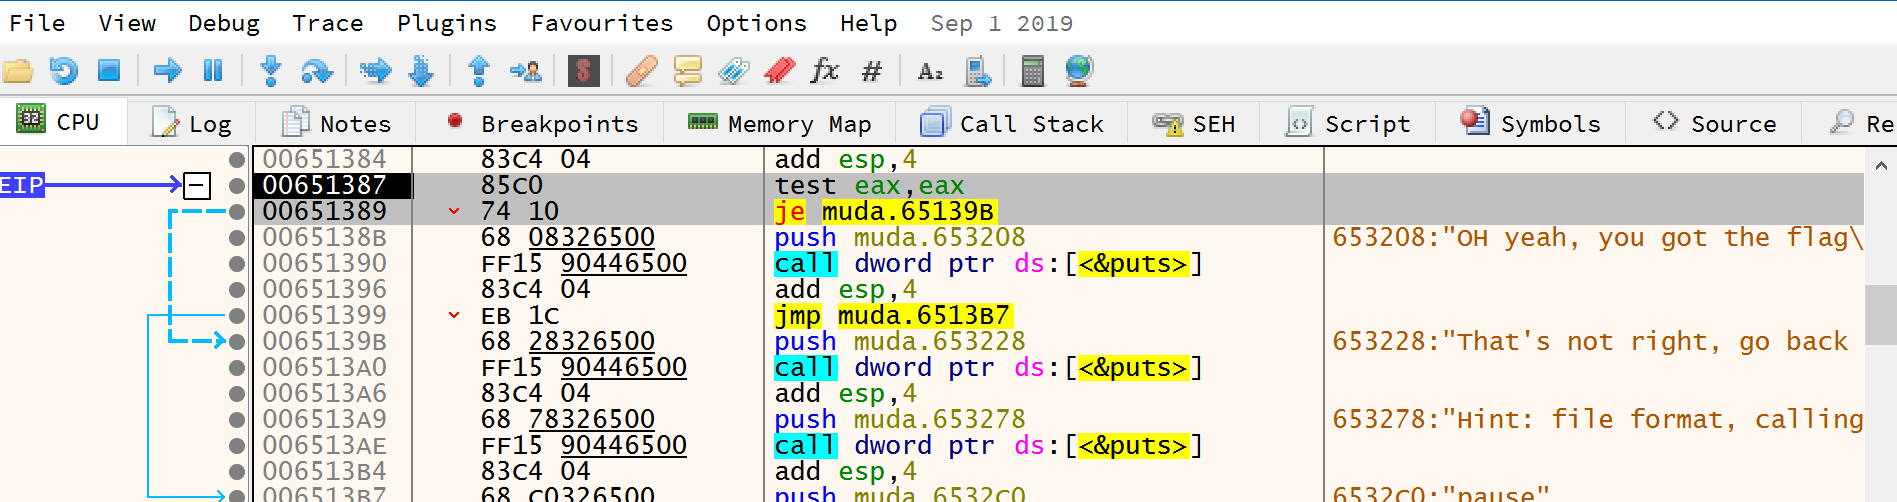 File View Debug Trace Plugins Favourites Options Help Sep 1 2019
S fx # Az
32 CPU Log Notes Breakpoints Memory Map Call Stack SEH Script Symbols Source Re
00651384 83C4 04 add esp,4
EIP 00651387 85C0 test eax,eax
00651389 74 10 je muda.65139B
0065138B 68 08326500 push muda.653208 653208:"OH yeah, you got the flag\
00651390 FF15 90446500 call dword ptr ds:[<&puts>]
00651396 83C4 04 add esp,4
00651399 EB 1C jmp muda.6513B7
0065139B 68 28326500 push muda.653228 653228:"That's not right, go back
006513A0 FF15 90446500 call dword ptr ds:[<&puts>]
006513A6 83C4 04 add esp,4
006513A9 68 78326500 push muda.653278 653278:"Hint: file format, calling
006513AE FF15 90446500 call dword ptr ds:[<&puts>]
006513B4 83C4 04 add esp,4
006513B7 68 C0326500 push muda.6532C0 6532C0:"pause"